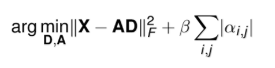 arg min_{D,A} ‖X − AD‖_F^2 + β ∑_{i,j} |α_{i,j}|